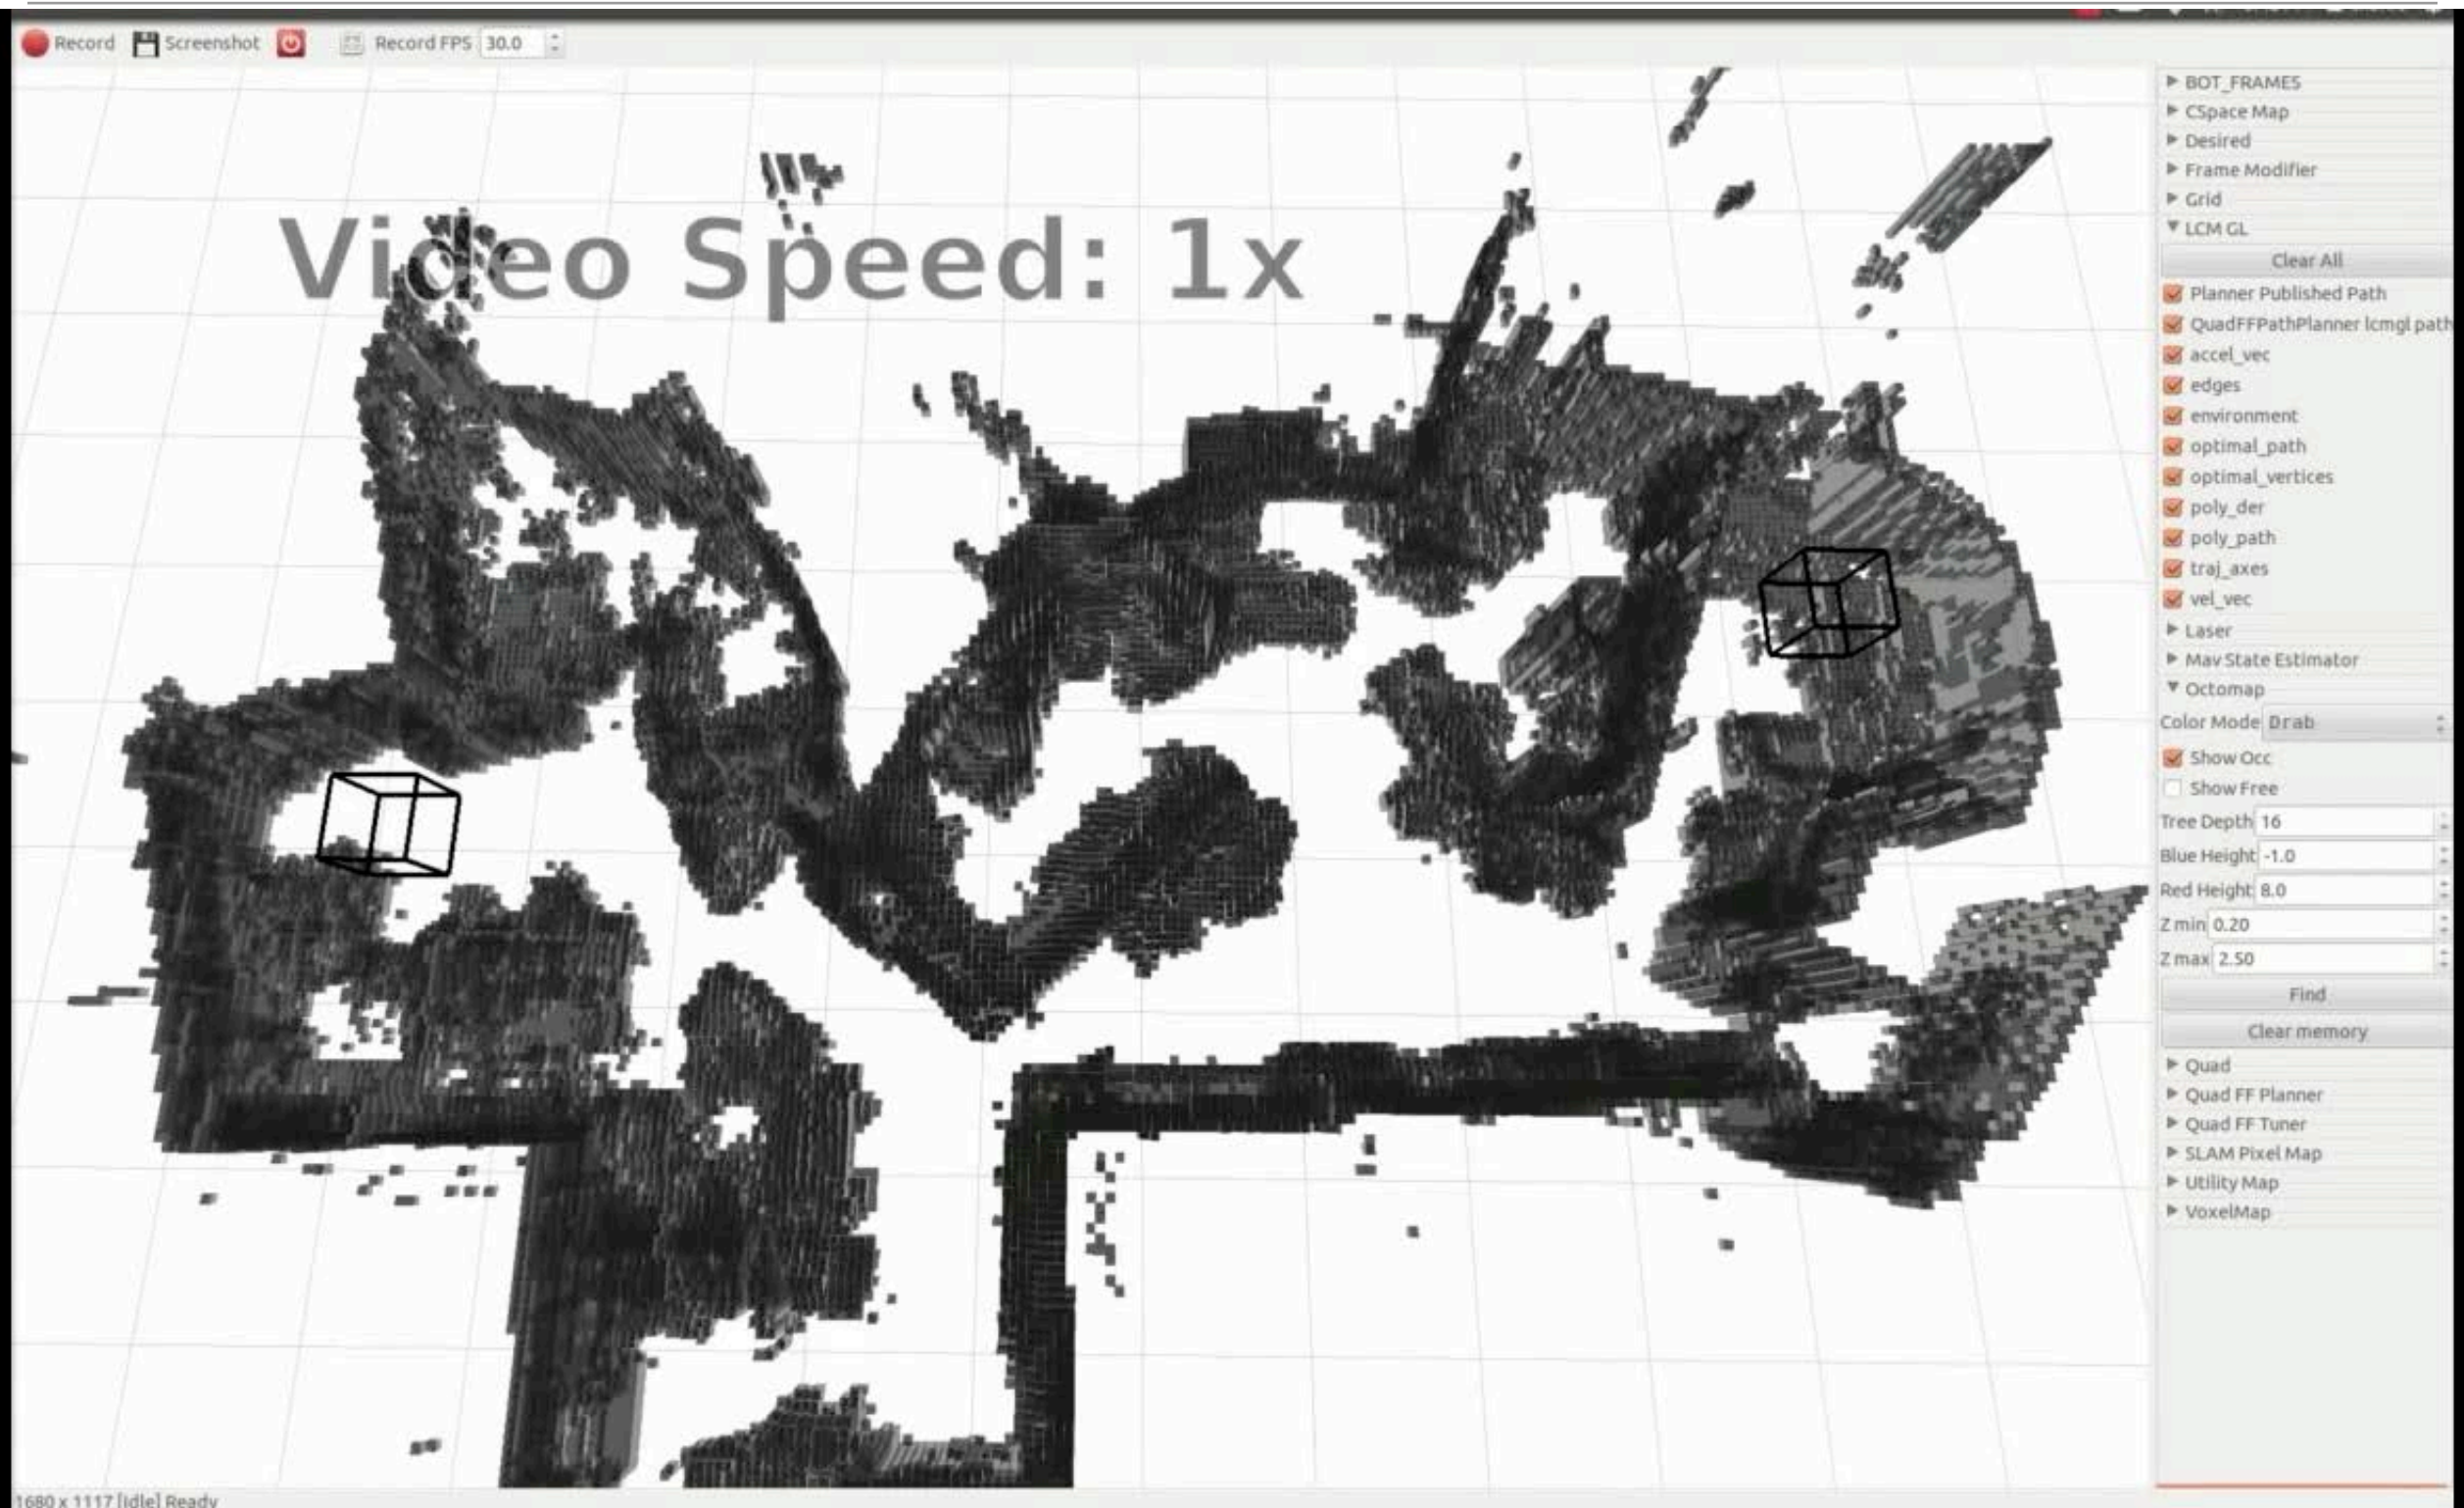 Record Screenshot Record FPS 30.0
Video Speed: 1x
BOT_FRAMES
CSpace Map
Desired
Frame Modifier
Grid
LCM GL
Clear All
Planner Published Path
QuadFFPathPlanner lcmgl path
accel_vec
edges
environment
optimal_path
optimal_vertices
poly_der
poly_path
traj_axes
vel_vec
Laser
Mav State Estimator
Octomap
Color Mode Drab
Show Occ
Show Free
Tree Depth 16
Blue Height -1.0
Red Height 8.0
Z min 0.20
Z max 2.50
Find
Clear memory
Quad
Quad FF Planner
Quad FF Tuner
SLAM Pixel Map
Utility Map
VoxelMap
1680 x 1117 [Idle] Ready